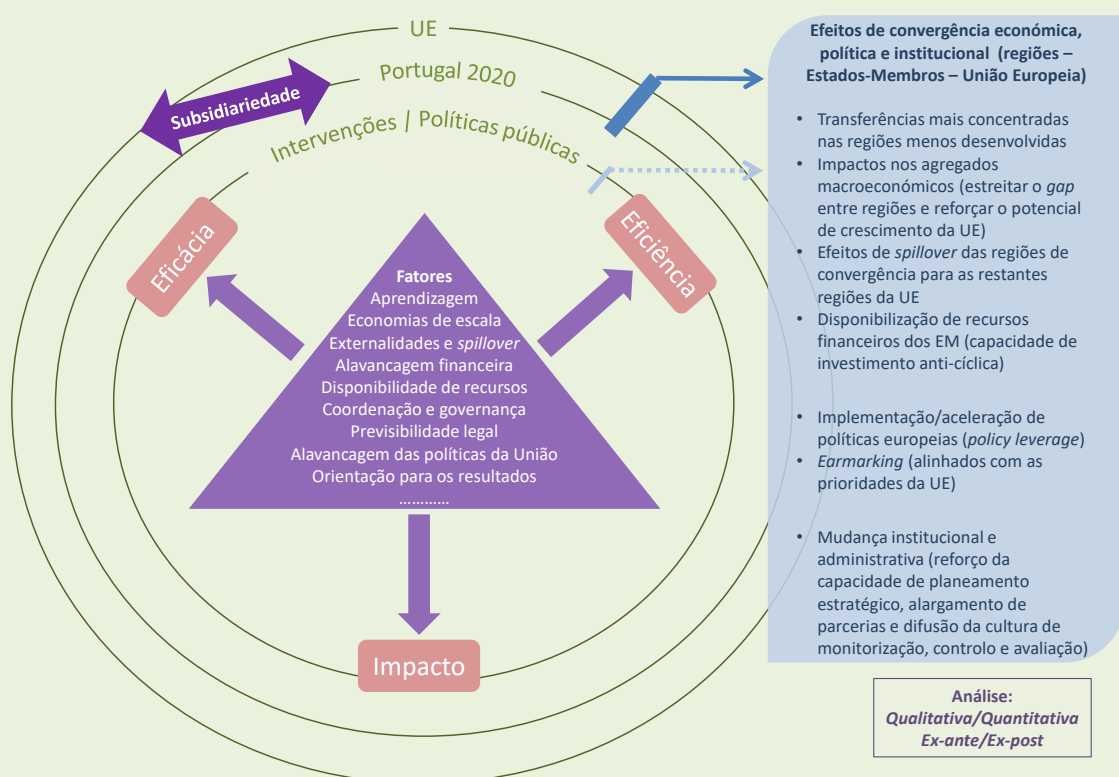 UE
Portugal 2020
Intervenções | Políticas públicas
Subsidiariedade
Eficácia
Eficiência
Fatores
Aprendizagem
Economias de escala
Externalidades e spillover
Alavancagem financeira
Disponibilidade de recursos
Coordenação e governança
Previsibilidade legal
Alavancagem das políticas da União
Orientação para os resultados
…………
Impacto
Efeitos de convergência económica,
política e institucional (regiões –
Estados-Membros – União Europeia)
• Transferências mais concentradas
nas regiões menos desenvolvidas
• Impactos nos agregados
macroeconómicos (estreitar o gap
entre regiões e reforçar o potencial
de crescimento da UE)
• Efeitos de spillover das regiões de
convergência para as restantes
regiões da UE
• Disponibilização de recursos
financeiros dos EM (capacidade de
investimento anti-cíclica)
• Implementação/aceleração de
políticas europeias (policy leverage)
• Earmarking (alinhados com as
prioridades da UE)
• Mudança institucional e
administrativa (reforço da
capacidade de planeamento
estratégico, alargamento de
parcerias e difusão da cultura de
monitorização, controlo e avaliação)
Análise:
Qualitativa/Quantitativa
Ex-ante/Ex-post